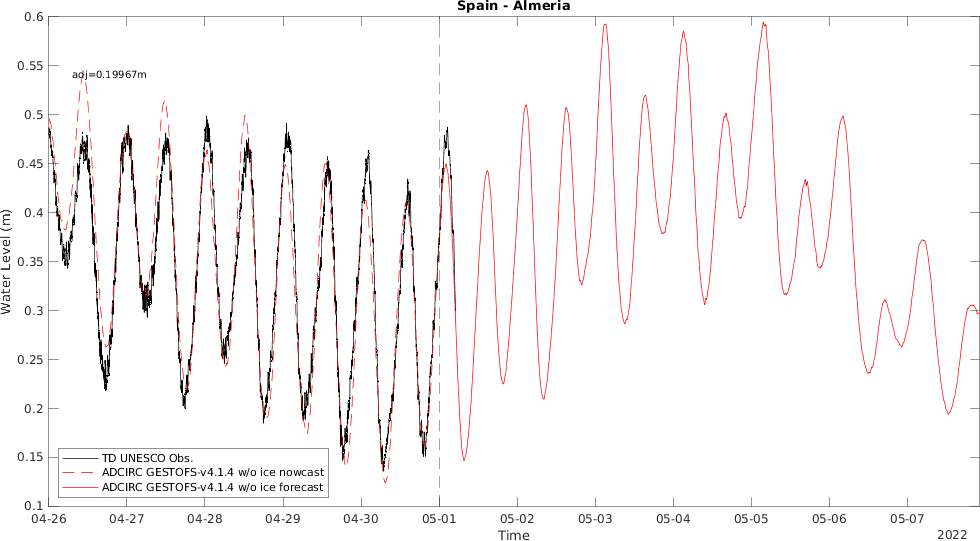 Spain - Almeria
adj=0.19967m
Water Level (m)
0.6
0.55
0.5
0.45
0.4
0.35
0.3
0.25
0.2
0.15
0.1
TD UNESCO Obs.
ADCIRC GESTOFS-v4.1.4 w/o ice nowcast
ADCIRC GESTOFS-v4.1.4 w/o ice forecast
04-26 04-27 04-28 04-29 04-30 05-01 05-02 05-03 05-04 05-05 05-06 05-07
Time
2022